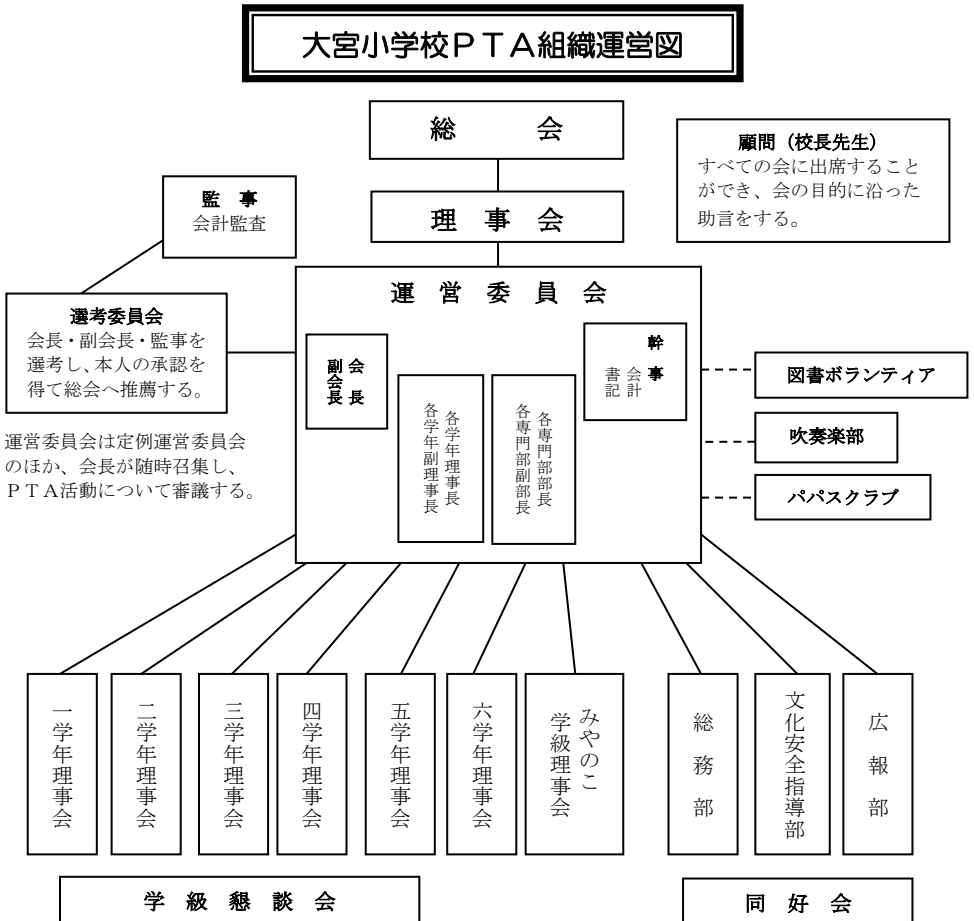 大宮小学校ＰＴＡ組織運営図
総　　会
顧問（校長先生）
すべての会に出席すること
ができ、会の目的に沿った
助言をする。
監　事
会計監査
理　事　会
運　営　委　員　会
選考委員会
会長・副会長・監事を
選考し、本人の承認を
得て総会へ推薦する。
会　長
副会長
幹　事
会計
書記
各学年理事長
各学年副理事長
各専門部部長
各専門部副部長
図書ボランティア
吹奏楽部
パパスクラブ
運営委員会は定例運営委員会
のほか、会長が随時召集し、
ＰＴＡ活動について審議する。
一学年理事会
二学年理事会
三学年理事会
四学年理事会
五学年理事会
六学年理事会
みやのこ
学級理事会
総　務　部
文化安全指導部
広　報　部
学　級　懇　談　会
同　好　会